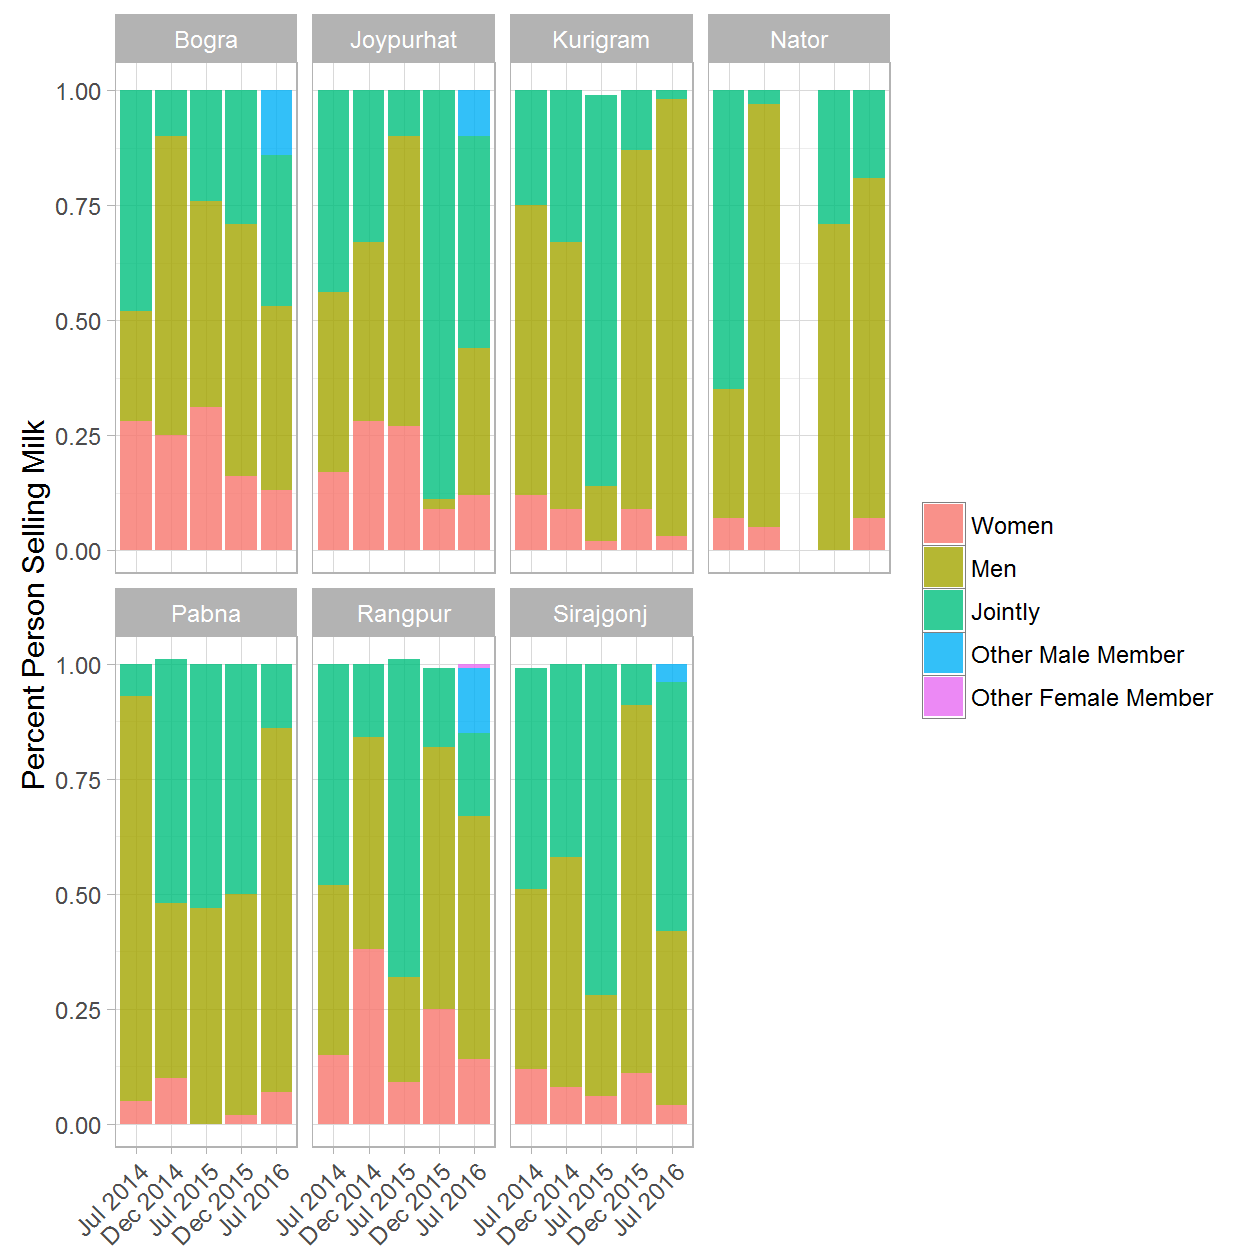 Bogra Joypurhat Kurigram Nator
1.00
0.75
0.50
0.25
0.00
Pabna Rangpur Sirajgonj
1.00
0.75
0.50
0.25
0.00
Jul 2014 Dec 2014 Jul 2015 Dec 2015 Jul 2016 Jul 2014 Dec 2014 Jul 2015 Dec 2015 Jul 2016 Jul 2014 Dec 2014 Jul 2015 Dec 2015 Jul 2016
Percent Person Selling Milk
Women
Men
Jointly
Other Male Member
Other Female Member